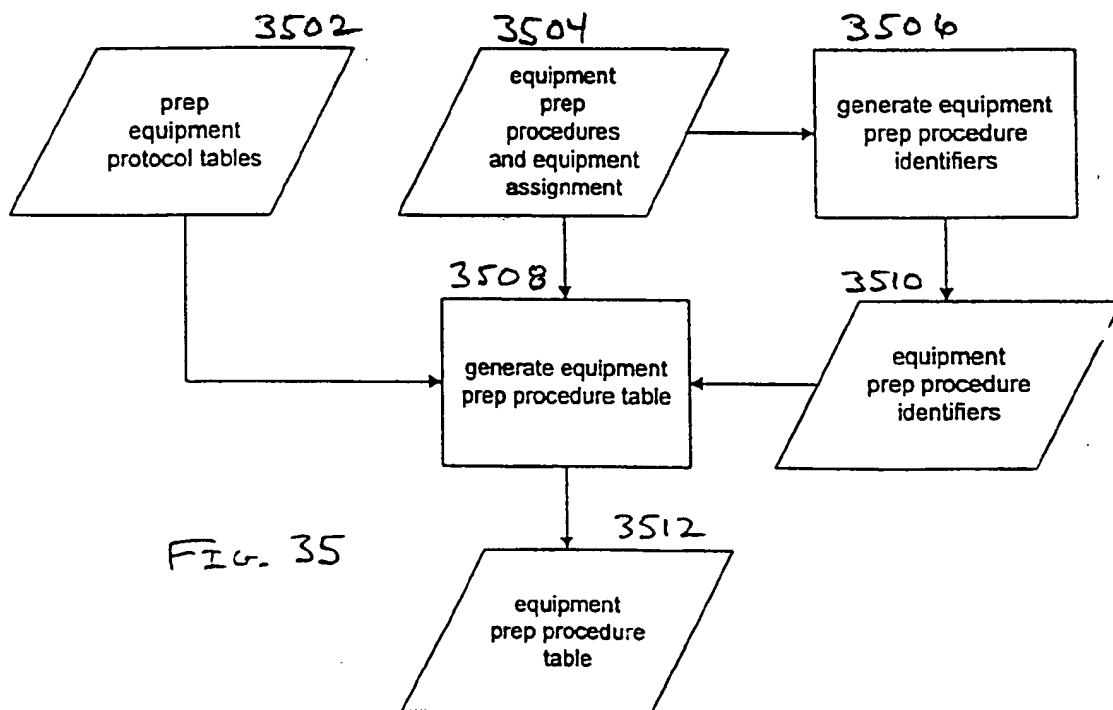 3502
3504
3506
prep
equipment
protocol tables
equipment
prep
procedures
and equipment
assignment
generate equipment
prep procedure
identifiers
3508
3510
generate equipment
prep procedure table
equipment
prep procedure
identifiers
FIG. 35
3512
equipment
prep procedure
table